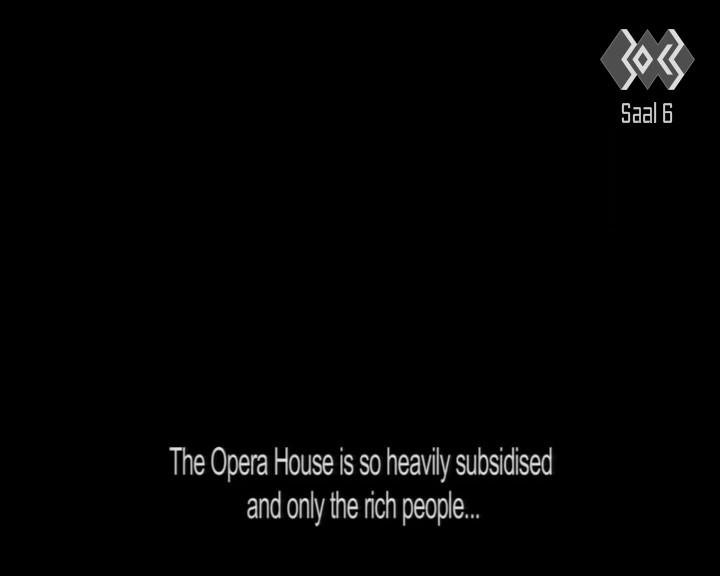 Saal 6
The Opera House is so heavily subsidised
and only the rich people...